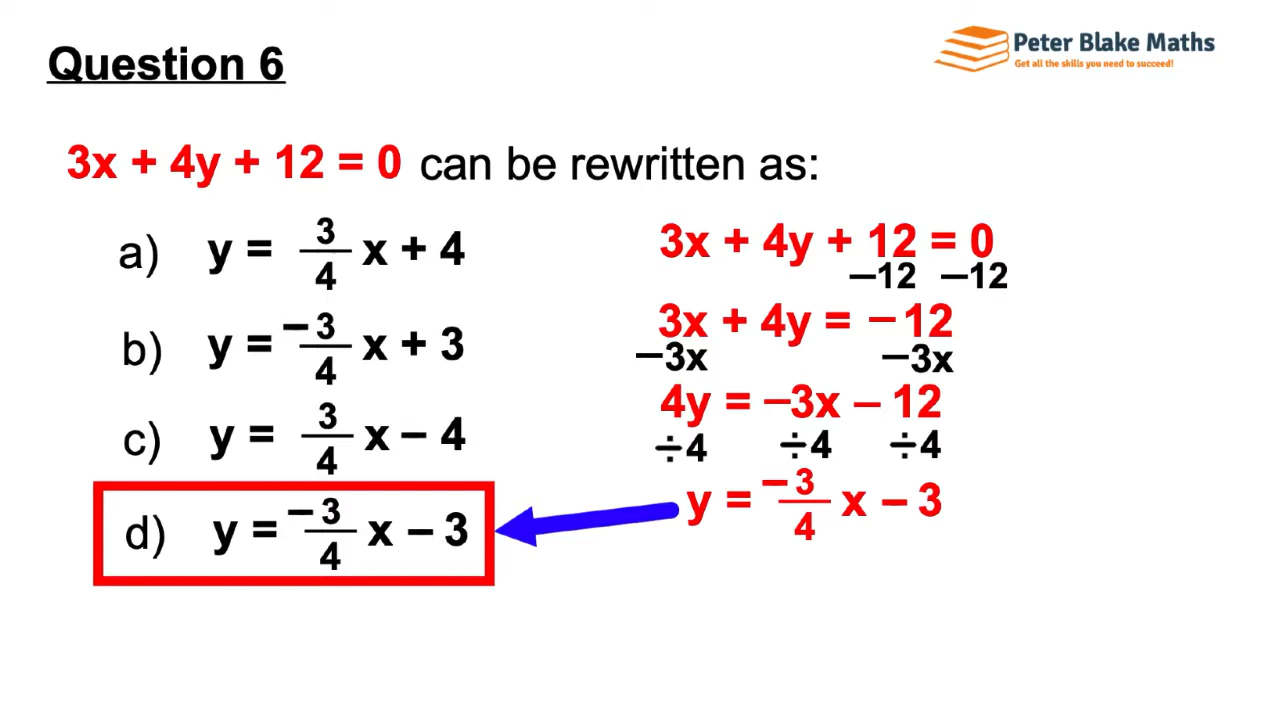 Question 6
Peter Blake Maths
Get all the skills you need to succeed!
3x + 4y + 12 = 0 can be rewritten as:
a) y = 3/4 x + 4
b) y = −3/4 x + 3
c) y = 3/4 x − 4
d) y = −3/4 x − 3
3x + 4y + 12 = 0
−12 −12
3x + 4y = −12
−3x −3x
4y = −3x − 12
÷4 ÷4 ÷4
y = −3/4 x − 3